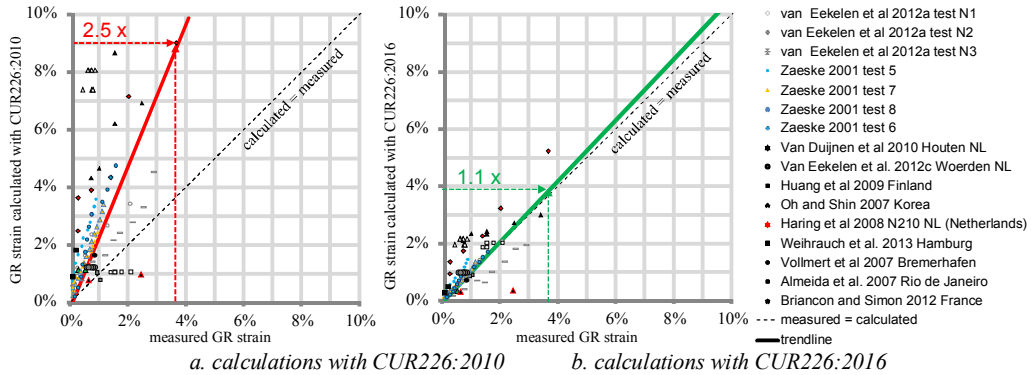 GR strain calculated with CUR226:2010
10%
8%
6%
4%
2%
0%
2.5 x
calculated = measured
0% 2% 4% 6% 8% 10%
measured GR strain
a. calculations with CUR226:2010
GR strain calculated with CUR226:2016
10%
8%
6%
4%
2%
0%
1.1 x
calculated = measured
0% 2% 4% 6% 8% 10%
measured GR strain
b. calculations with CUR226:2016
van Eekelen et al 2012a test N1
van Eekelen et al 2012a test N2
van Eekelen et al 2012a test N3
Zaeske 2001 test 5
Zaeske 2001 test 7
Zaeske 2001 test 8
Zaeske 2001 test 6
Van Duijnen et al 2010 Houten NL
Van Eekelen et al. 2012c Woerden NL
Huang et al 2009 Finland
Oh and Shin 2007 Korea
Haring et al 2008 N210 NL (Netherlands)
Weihrauch et al. 2013 Hamburg
Vollmert et al 2007 Bremerhafen
Almeida et al. 2007 Rio de Janeiro
Briancon and Simon 2012 France
measured = calculated
trendline